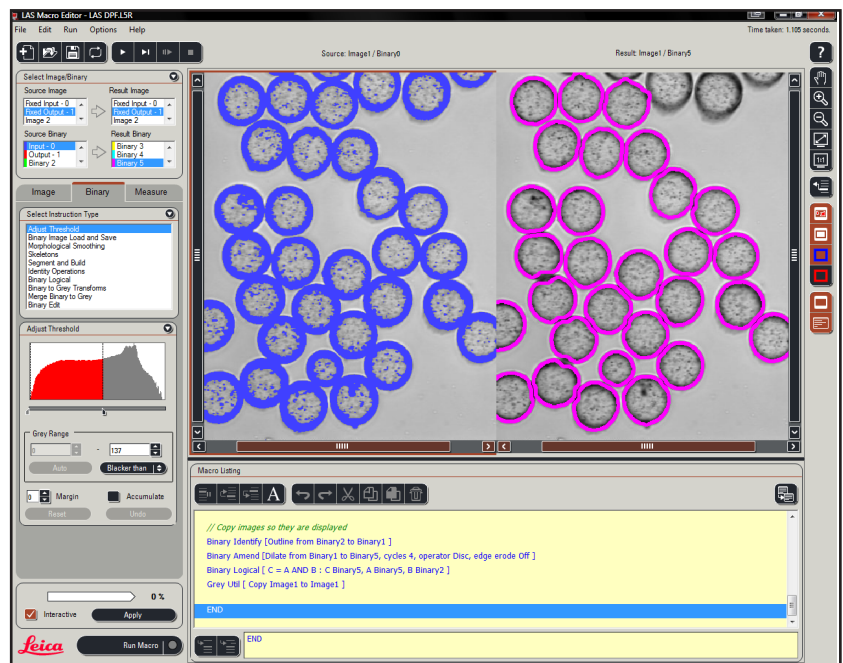 LAS Macro Editor - LAS DPF.L5R
File Edit Run Options Help
Time taken: 1.105 seconds.
Source: Image1 / Binary0
Result: Image1 / Binary5
?
Select Image/Binary
Source Image Result Image
Fixed Input - 0 Fixed Input - 0
Fixed Output - 1 Fixed Output - 1
Image 2 Image 2
Source Binary Result Binary
Input - 0 Binary 3
Output - 1 Binary 4
Binary 2 Binary 5
1:1
Image Binary Measure
Select Instruction Type
Adjust Threshold
Binary Image Load and Save
Morphological Smoothing
Skeletons
Segment and Build
Identity Operations
Binary Logical
Binary to Grey Transforms
Merge Binary to Grey
Binary Edit
Adjust Threshold
Grey Range
0 - 137
Auto Blacker than
0 Margin Accumulate
Reset Undo
0 %
Interactive Apply
Leica
Run Macro
Macro Listing
A
// Copy images so they are displayed
Binary Identify [Outline from Binary2 to Binary1 ]
Binary Amend [Dilate from Binary1 to Binary5, cycles 4, operator Disc, edge erode Off ]
Binary Logical [ C = A AND B : C Binary5, A Binary5, B Binary2 ]
Grey Util [ Copy Image1 to Image1 ]
END
END